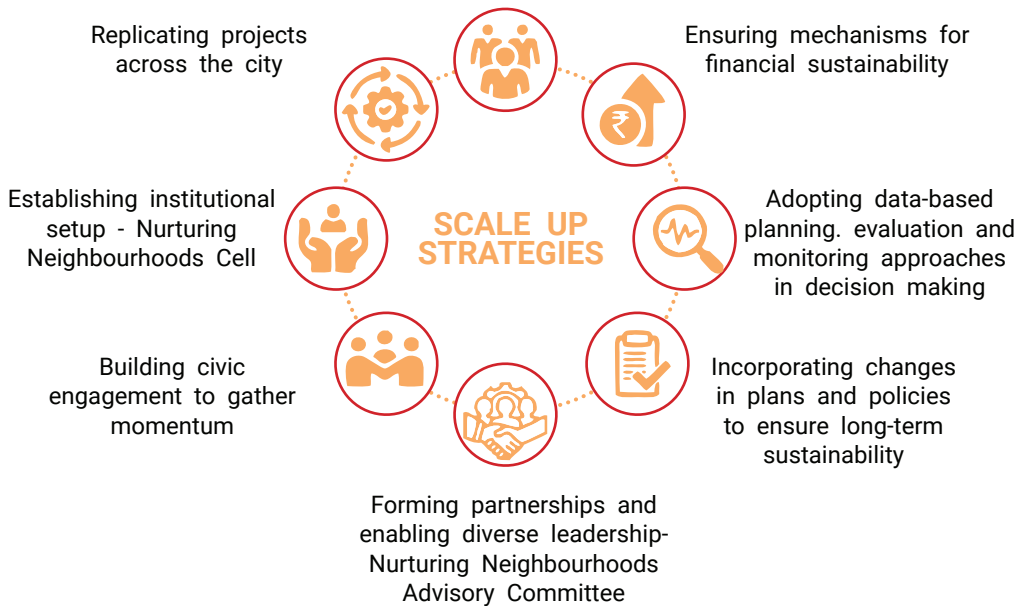 Replicating projects
across the city
Ensuring mechanisms for
financial sustainability
₹
Establishing institutional
setup - Nurturing
Neighbourhoods Cell
SCALE UP
STRATEGIES
Adopting data-based
planning. evaluation and
monitoring approaches
in decision making
Building civic
engagement to gather
momentum
Incorporating changes
in plans and policies
to ensure long-term
sustainability
Forming partnerships and
enabling diverse leadership-
Nurturing Neighbourhoods
Advisory Committee